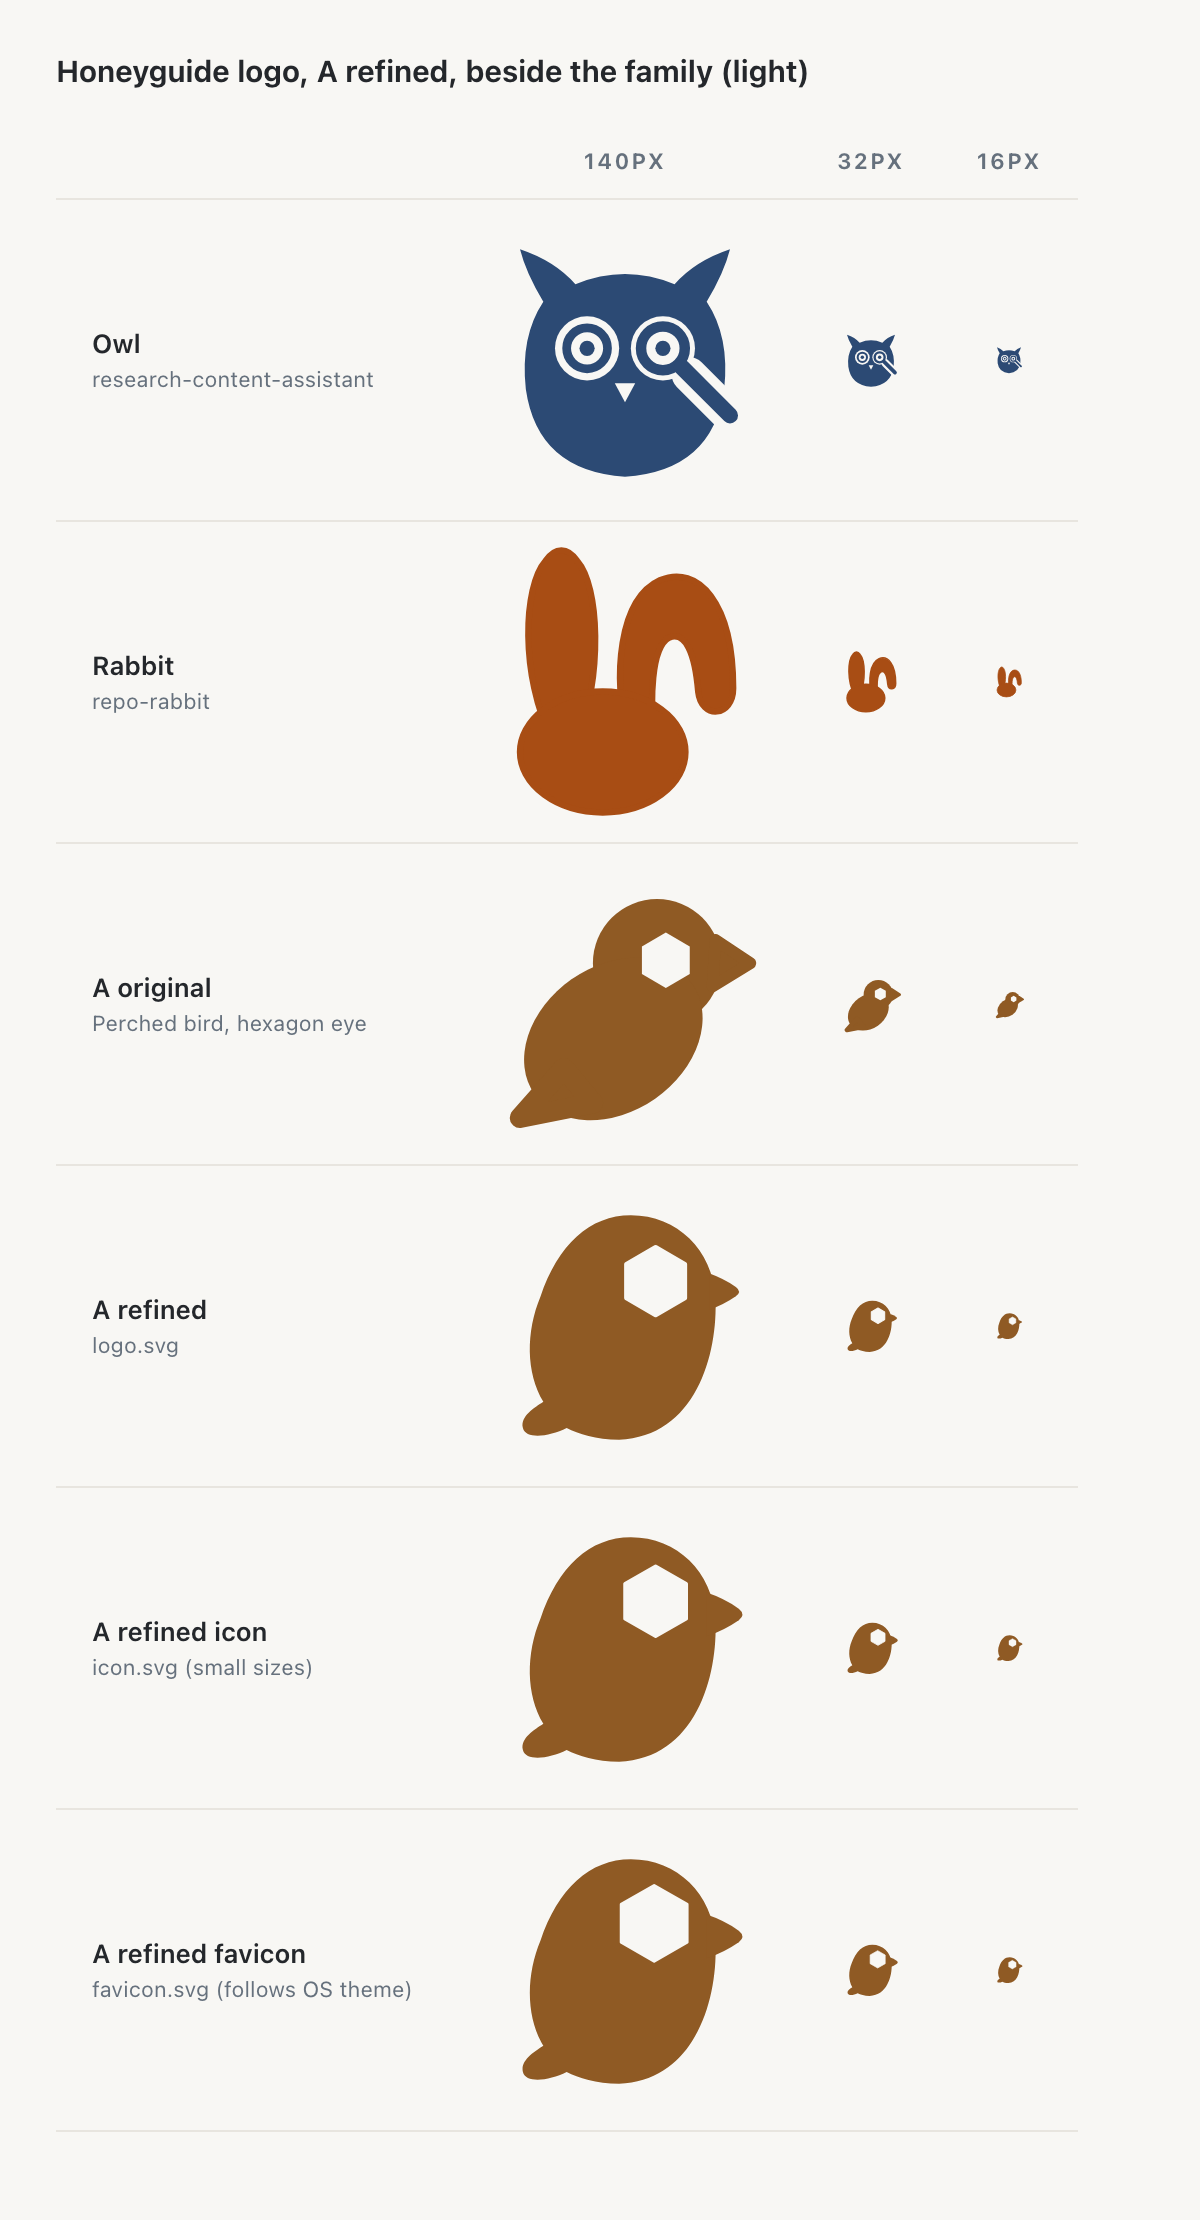 Honeyguide logo, A refined, beside the family (light)
140PX 32PX 16PX
Owl
research-content-assistant
Rabbit
repo-rabbit
A original
Perched bird, hexagon eye
A refined
logo.svg
A refined icon
icon.svg (small sizes)
A refined favicon
favicon.svg (follows OS theme)